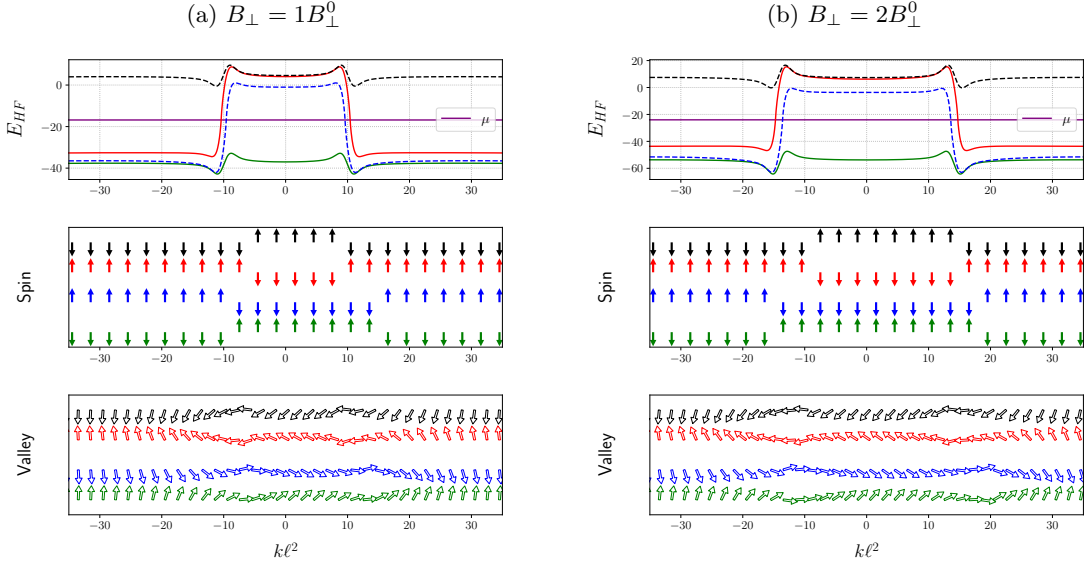 (a) B⊥ = 1B⊥^0
E_HF
0
−20
−40
μ
−30 −20 −10 0 10 20 30
Spin
−30 −20 −10 0 10 20 30
Valley
−30 −20 −10 0 10 20 30
kℓ²
(b) B⊥ = 2B⊥^0
E_HF
20
0
−20
−40
−60
μ
−30 −20 −10 0 10 20 30
Spin
−30 −20 −10 0 10 20 30
Valley
−30 −20 −10 0 10 20 30
kℓ²